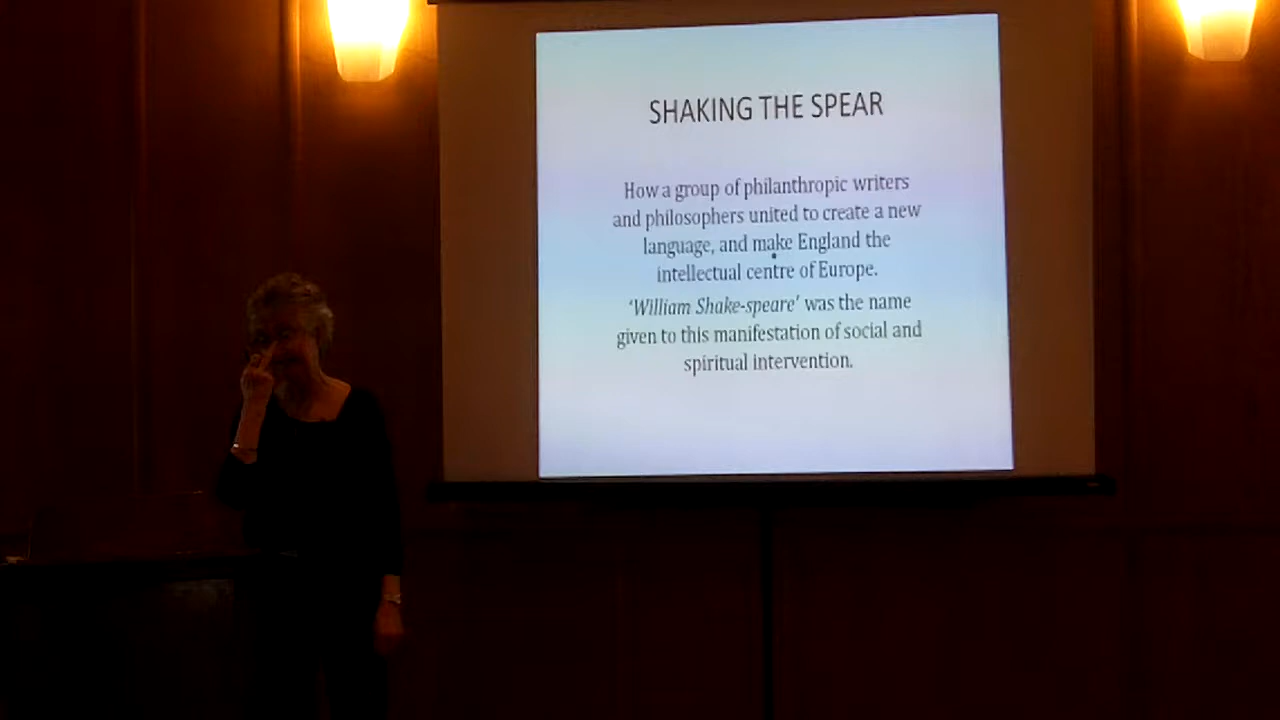 SHAKING THE SPEAR
How a group of philanthropic writers
and philosophers united to create a new
language, and make England the
intellectual centre of Europe.
‘William Shake-speare’ was the name
given to this manifestation of social and
spiritual intervention.